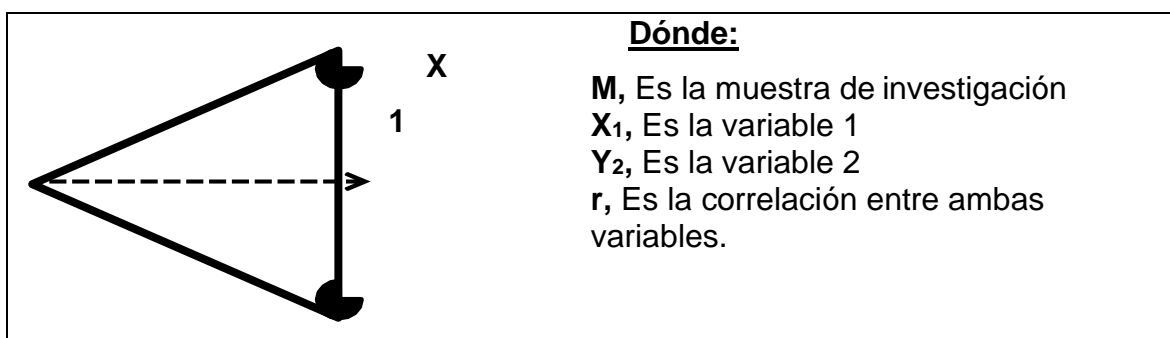 X
1
Dónde:
M, Es la muestra de investigación
X1, Es la variable 1
Y2, Es la variable 2
r, Es la correlación entre ambas
variables.